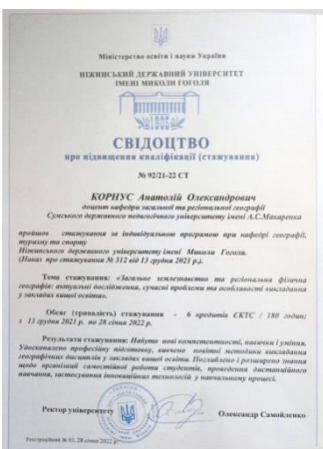 Міністерство освіти і науки України
НІЖИНСЬКИЙ ДЕРЖАВНИЙ УНІВЕРСИТЕТ
ІМЕНІ МИКОЛИ ГОГОЛЯ
СВІДОЦТВО
про підвищення кваліфікації (стажування)
№ 92/21-22 СТ
КОРНУС Анатолій Олександрович
доцент кафедри загальної та регіональної географії
Сумського державного педагогічного університету імені А.С.Макаренка
пройшов стажування за індивідуальною програмою при кафедрі географії,
туризму та спорту
Ніжинського державного університету імені Миколи Гоголя.
(Наказ про стажування № 312 від 13 грудня 2021 р.).
Тема стажування: «Загальне землезнавство та регіональна фізична
географія: актуальні дослідження, сучасні проблеми та особливості викладання
у закладах вищої освіти».
Обсяг (тривалість) стажування - 6 кредитів ЄКТС / 180 годин;
з 13 грудня 2021 р. по 28 січня 2022 р.
Результати стажування: Набуто нові компетентності, навички і уміння.
Удосконалено професійну підготовку, вивчено новітні методики викладання
географічних дисциплін у закладах вищої освіти. Поглиблено і розширено знання
щодо організації самостійної роботи студентів, проведення дистанційного
навчання, застосування інноваційних технологій у навчальному процесі.
Ректор університету
Олександр Самойленко
Реєстраційний № 92, 28 січня 2022 р.